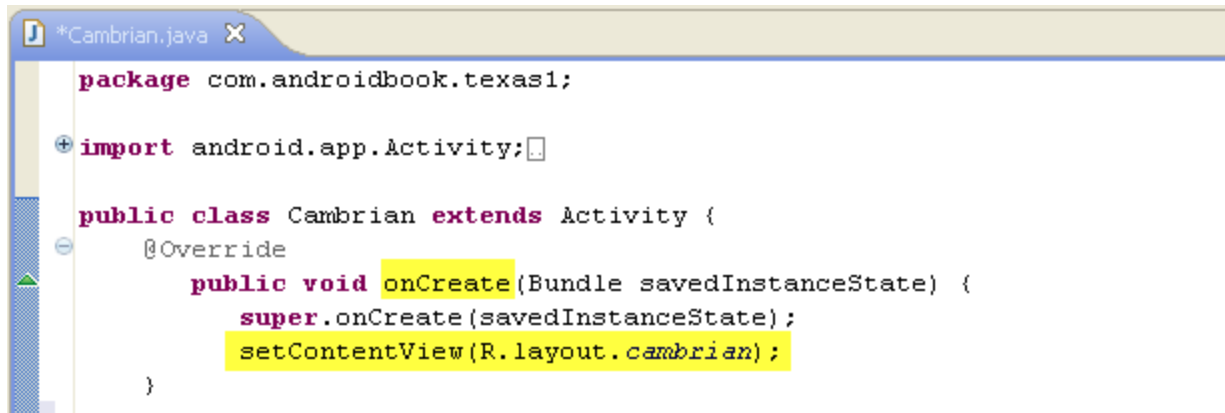 *Cambrian.java
package com.androidbook.texas1;
import android.app.Activity;
public class Cambrian extends Activity {
@Override
public void onCreate(Bundle savedInstanceState) {
super.onCreate(savedInstanceState);
setContentView(R.layout.cambrian);
}